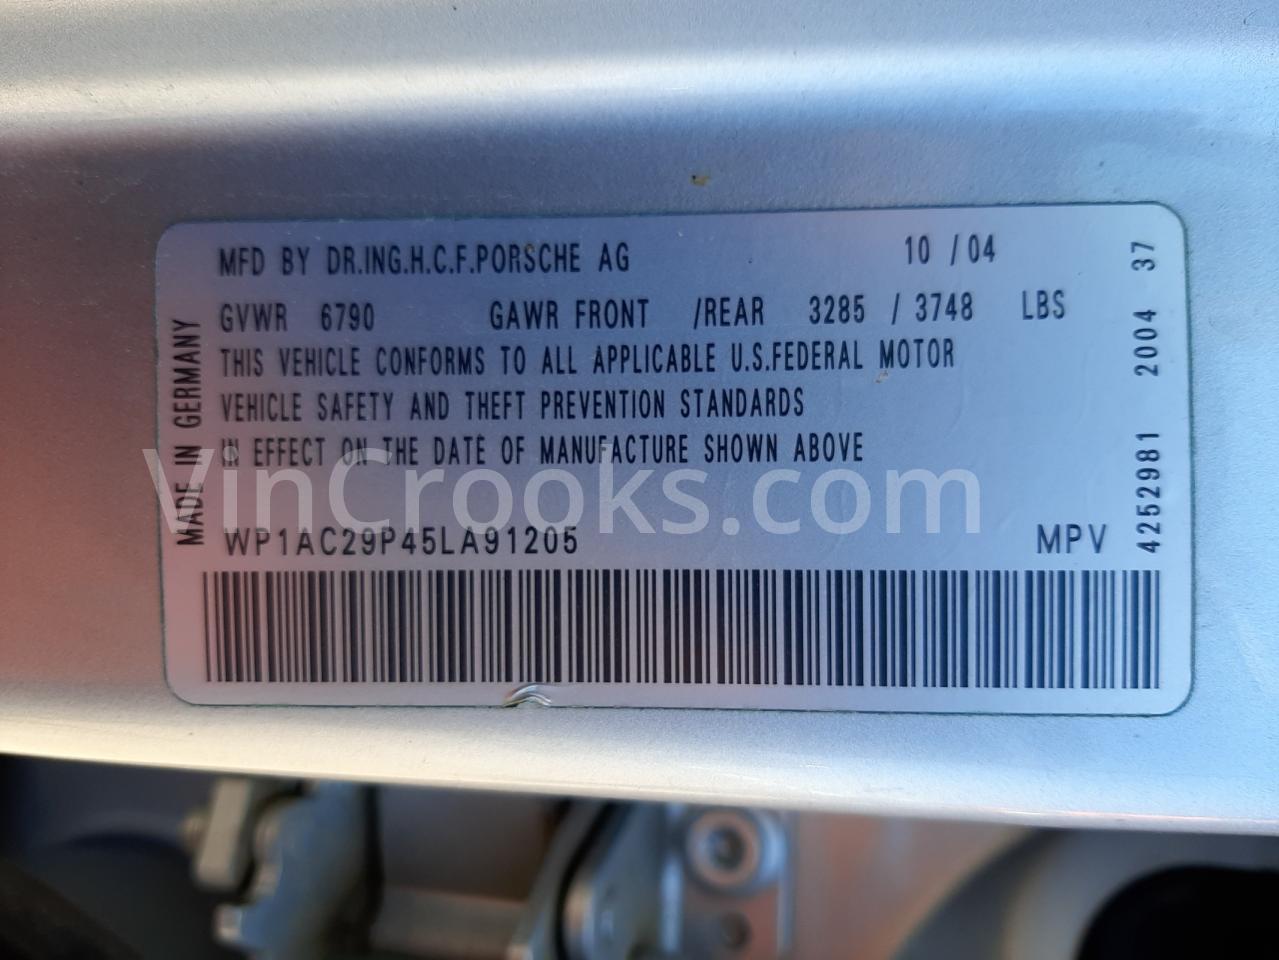 MFD BY DR.ING.H.C.F.PORSCHE AG 10 / 04
GVWR 6790 GAWR FRONT /REAR 3285 / 3748 LBS
THIS VEHICLE CONFORMS TO ALL APPLICABLE U.S.FEDERAL MOTOR
VEHICLE SAFETY AND THEFT PREVENTION STANDARDS
IN EFFECT ON THE DATE OF MANUFACTURE SHOWN ABOVE
WP1AC29P45LA91205 MPV
MADE IN GERMANY
4252981 2004 37
VinCrooks.com